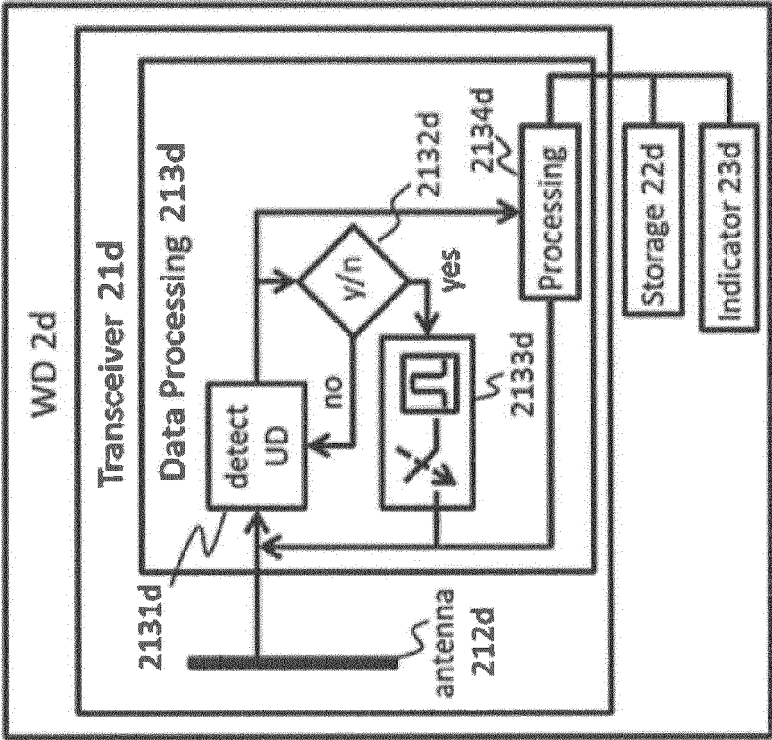 WD 2d
Transceiver 21d
Data Processing 213d
2131d
detect
UD
no
y/n
2132d
yes
2133d
2134d
Processing
antenna
212d
Storage 22d
Indicator 23d